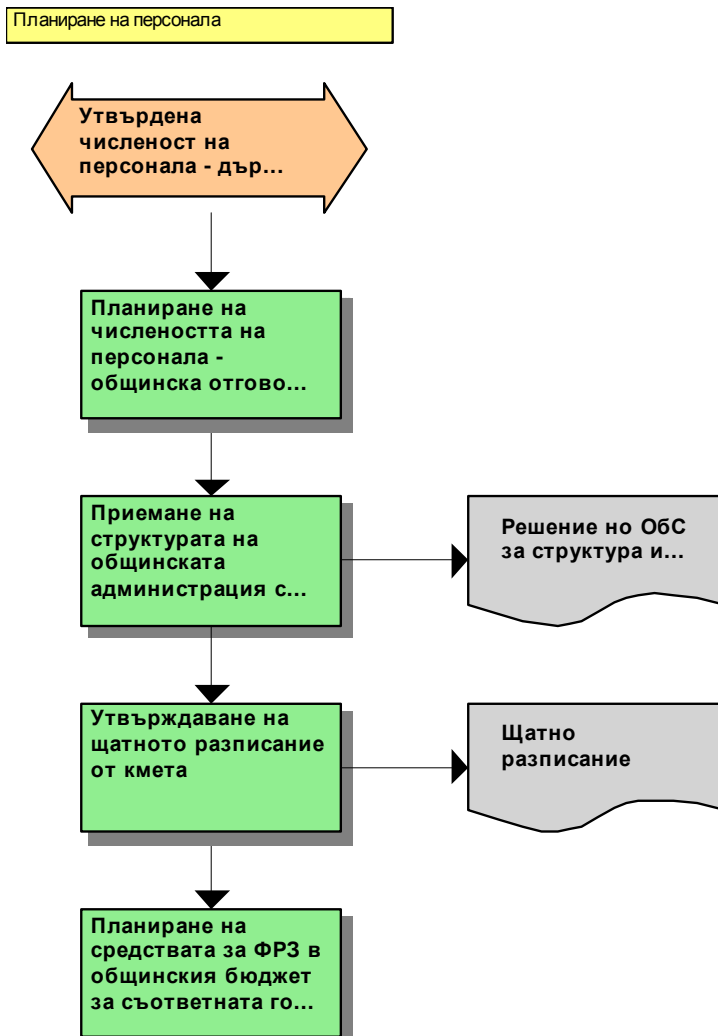 Планиране на персонала
Утвърдена
численост на
персонала - дър...
Планиране на
числеността на
персонала -
общинска отгово...
Приемане на
структурата на
общинската
администрация с...
Решение но ОбС
за структура и...
Утвърждаване на
щатното разписание
от кмета
Щатно
разписание
Планиране на
средствата за ФРЗ в
общинския бюджет
за съответната го...